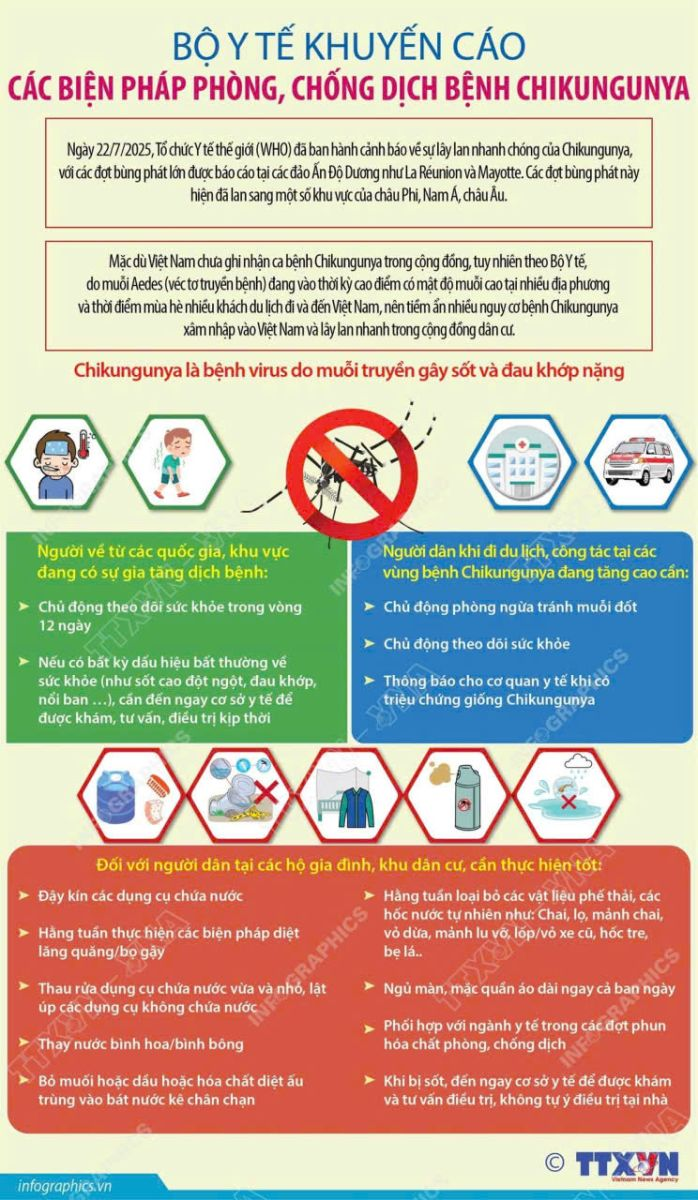 BỘ Y TẾ KHUYẾN CÁO
CÁC BIỆN PHÁP PHÒNG, CHỐNG DỊCH BỆNH CHIKUNGUNYA
Ngày 22/7/2025, Tổ chức Y tế thế giới (WHO) đã ban hành cảnh báo về sự lây lan nhanh chóng của Chikungunya,
với các đợt bùng phát lớn được báo cáo tại các đảo Ấn Độ Dương như La Réunion và Mayotte. Các đợt bùng phát này
hiện đã lan sang một số khu vực của châu Phi, Nam Á, châu Âu.
Mặc dù Việt Nam chưa ghi nhận ca bệnh Chikungunya trong cộng đồng, tuy nhiên theo Bộ Y tế,
do muỗi Aedes (véc tơ truyền bệnh) đang vào thời kỳ cao điểm có mật độ muỗi cao tại nhiều địa phương
và thời điểm mùa hè nhiều khách du lịch đi và đến Việt Nam, nên tiềm ẩn nhiều nguy cơ bệnh Chikungunya
xâm nhập vào Việt Nam và lây lan nhanh trong cộng đồng dân cư.
Chikungunya là bệnh virus do muỗi truyền gây sốt và đau khớp nặng
Người về từ các quốc gia, khu vực
đang có sự gia tăng dịch bệnh:
Chủ động theo dõi sức khỏe trong vòng
12 ngày
Nếu có bất kỳ dấu hiệu bất thường về
sức khỏe (như sốt cao đột ngột, đau khớp,
nổi ban ...), cần đến ngay cơ sở y tế để
được khám, tư vấn, điều trị kịp thời
Người dân khi đi du lịch, công tác tại các
vùng bệnh Chikungunya đang tăng cao cần:
Chủ động phòng ngừa tránh muỗi đốt
Chủ động theo dõi sức khỏe
Thông báo cho cơ quan y tế khi có
triệu chứng giống Chikungunya
Đối với người dân tại các hộ gia đình, khu dân cư, cần thực hiện tốt:
Đậy kín các dụng cụ chứa nước
Hằng tuần thực hiện các biện pháp diệt
lăng quăng/bọ gậy
Thau rửa dụng cụ chứa nước vừa và nhỏ, lật
úp các dụng cụ không chứa nước
Thay nước bình hoa/bình bông
Bỏ muối hoặc dầu hoặc hóa chất diệt ấu
trùng vào bát nước kê chân chạn
Hằng tuần loại bỏ các vật liệu phế thải, các
hốc nước tự nhiên như: Chai, lọ, mảnh chai,
vỏ dừa, mảnh lu vỡ, lốp/vỏ xe cũ, hốc tre,
bẹ lá..
Ngủ màn, mặc quần áo dài ngay cả ban ngày
Phối hợp với ngành y tế trong các đợt phun
hóa chất phòng, chống dịch
Khi bị sốt, đến ngay cơ sở y tế để được khám
và tư vấn điều trị, không tự ý điều trị tại nhà
infographics.vn
© TTXVN
Vietnam News Agency